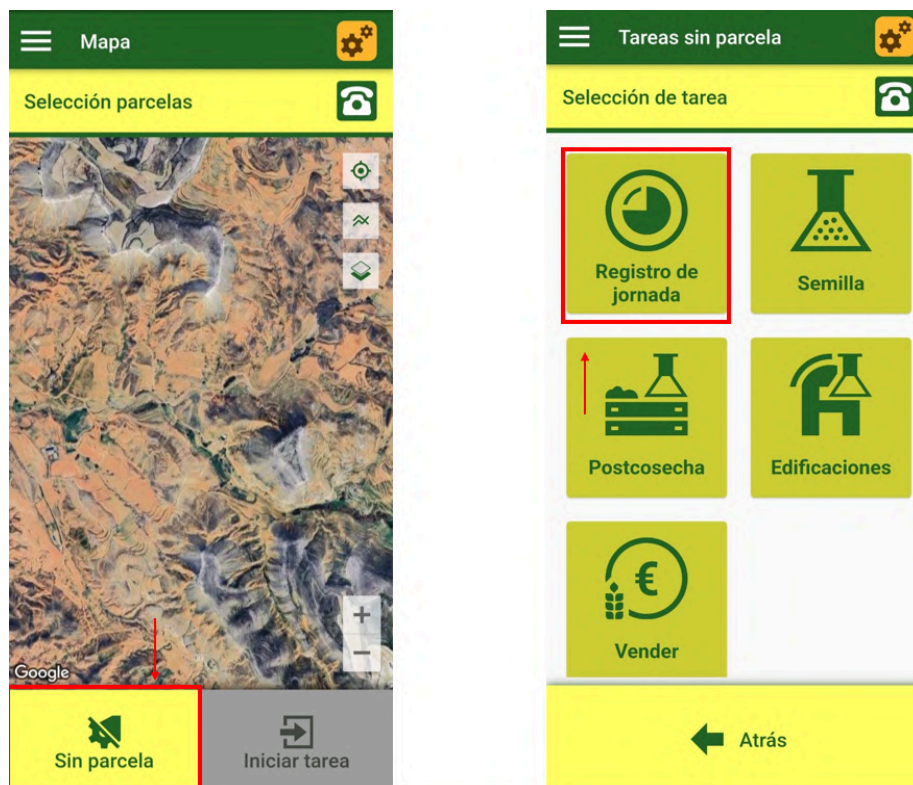 Mapa
Selección parcelas
Google
Sin parcela
Iniciar tarea
Tareas sin parcela
Selección de tarea
Registro de
jornada
Semilla
Postcosecha
Edificaciones
€
Vender
Atrás